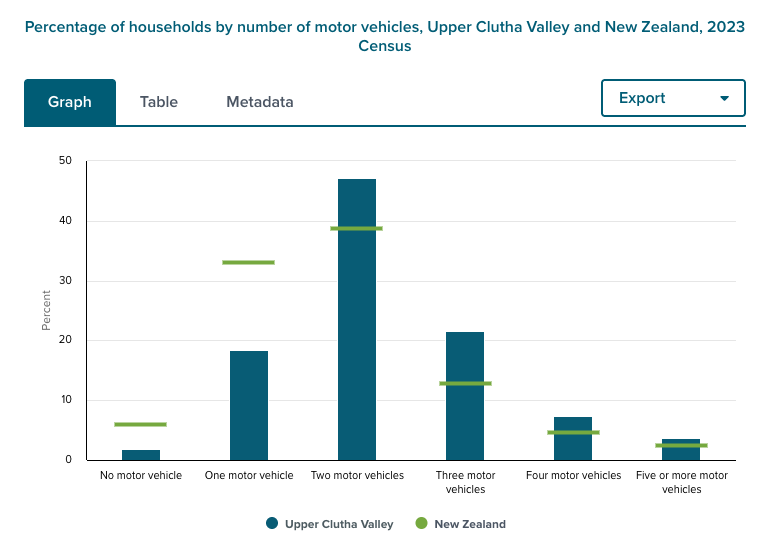 Percentage of households by number of motor vehicles, Upper Clutha Valley and New Zealand, 2023
Census
Graph
Table
Metadata
Export
50
40
30
20
10
0
Percent
No motor vehicle
One motor vehicle
Two motor vehicles
Three motor
vehicles
Four motor vehicles
Five or more motor
vehicles
Upper Clutha Valley
New Zealand